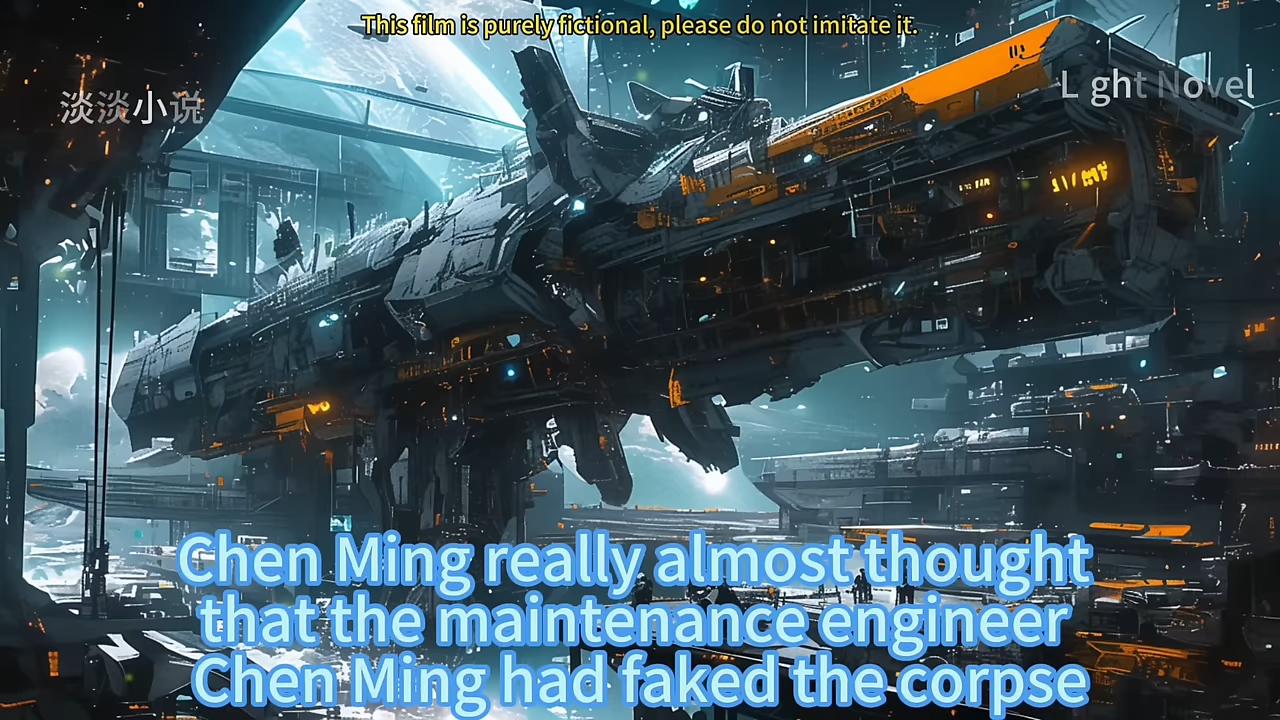 This film is purely fictional, please do not imitate it.
淡淡小说
L ght Novel
Chen Ming really almost thought
that the maintenance engineer
Chen Ming had faked the corpse